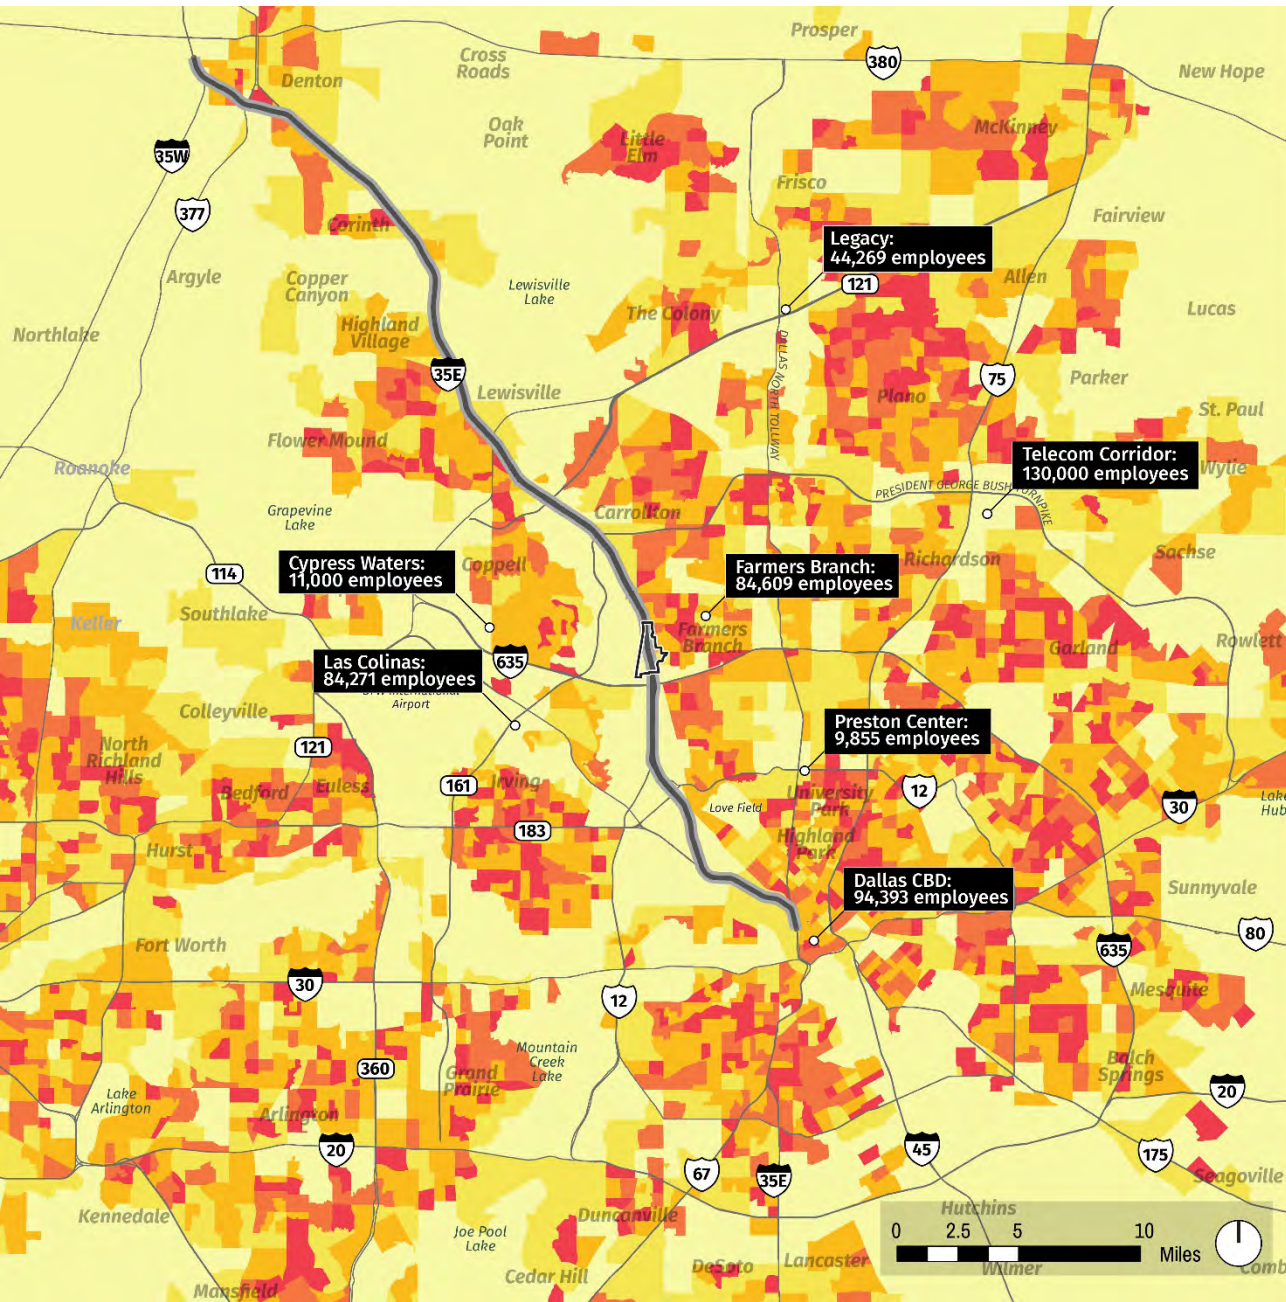 Prosper
380
Cross
Roads
New Hope
Denton
Oak
Point
Little
Elm
McKinney
35W
Frisco
377
Fairview
Corinth
Legacy:
44,269 employees
Argyle
Copper
Canyon
Lewisville
Lake
121
Allen
The Colony
Lucas
Northlake
Highland
Village
DALLAS NORTH TOLLWAY
35E
75
Parker
Lewisville
Plano
St. Paul
Flower Mound
Telecom Corridor:
130,000 employees
Roanoke
Wylie
PRESIDENT GEORGE BUSH TURNPIKE
Grapevine
Lake
Carrollton
Cypress Waters:
11,000 employees
Coppell
Farmers Branch:
84,609 employees
Richardson
Sachse
114
Southlake
Keller
Farmers
Branch
Garland
Rowlett
Las Colinas:
84,271 employees
635
DFW International
Airport
Colleyville
Preston Center:
9,855 employees
North
Richland
Hills
121
Bedford
Euless
161
Irving
University
Park
12
Love Field
30
Lake
Hub
183
Highland
Park
Hurst
Dallas CBD:
94,393 employees
Sunnyvale
Fort Worth
80
635
30
12
Mesquite
Mountain
Creek
Lake
360
Grand
Prairie
Balch
Springs
Lake
Arlington
Arlington
20
20
45
175
67
35E
Seagoville
Kennedale
Duncanville
Hutchins
Joe Pool
Lake
0 2.5 5 10
Miles
Lancaster
DeSoto
Cedar Hill
Wilmer
Comb
Mansfield